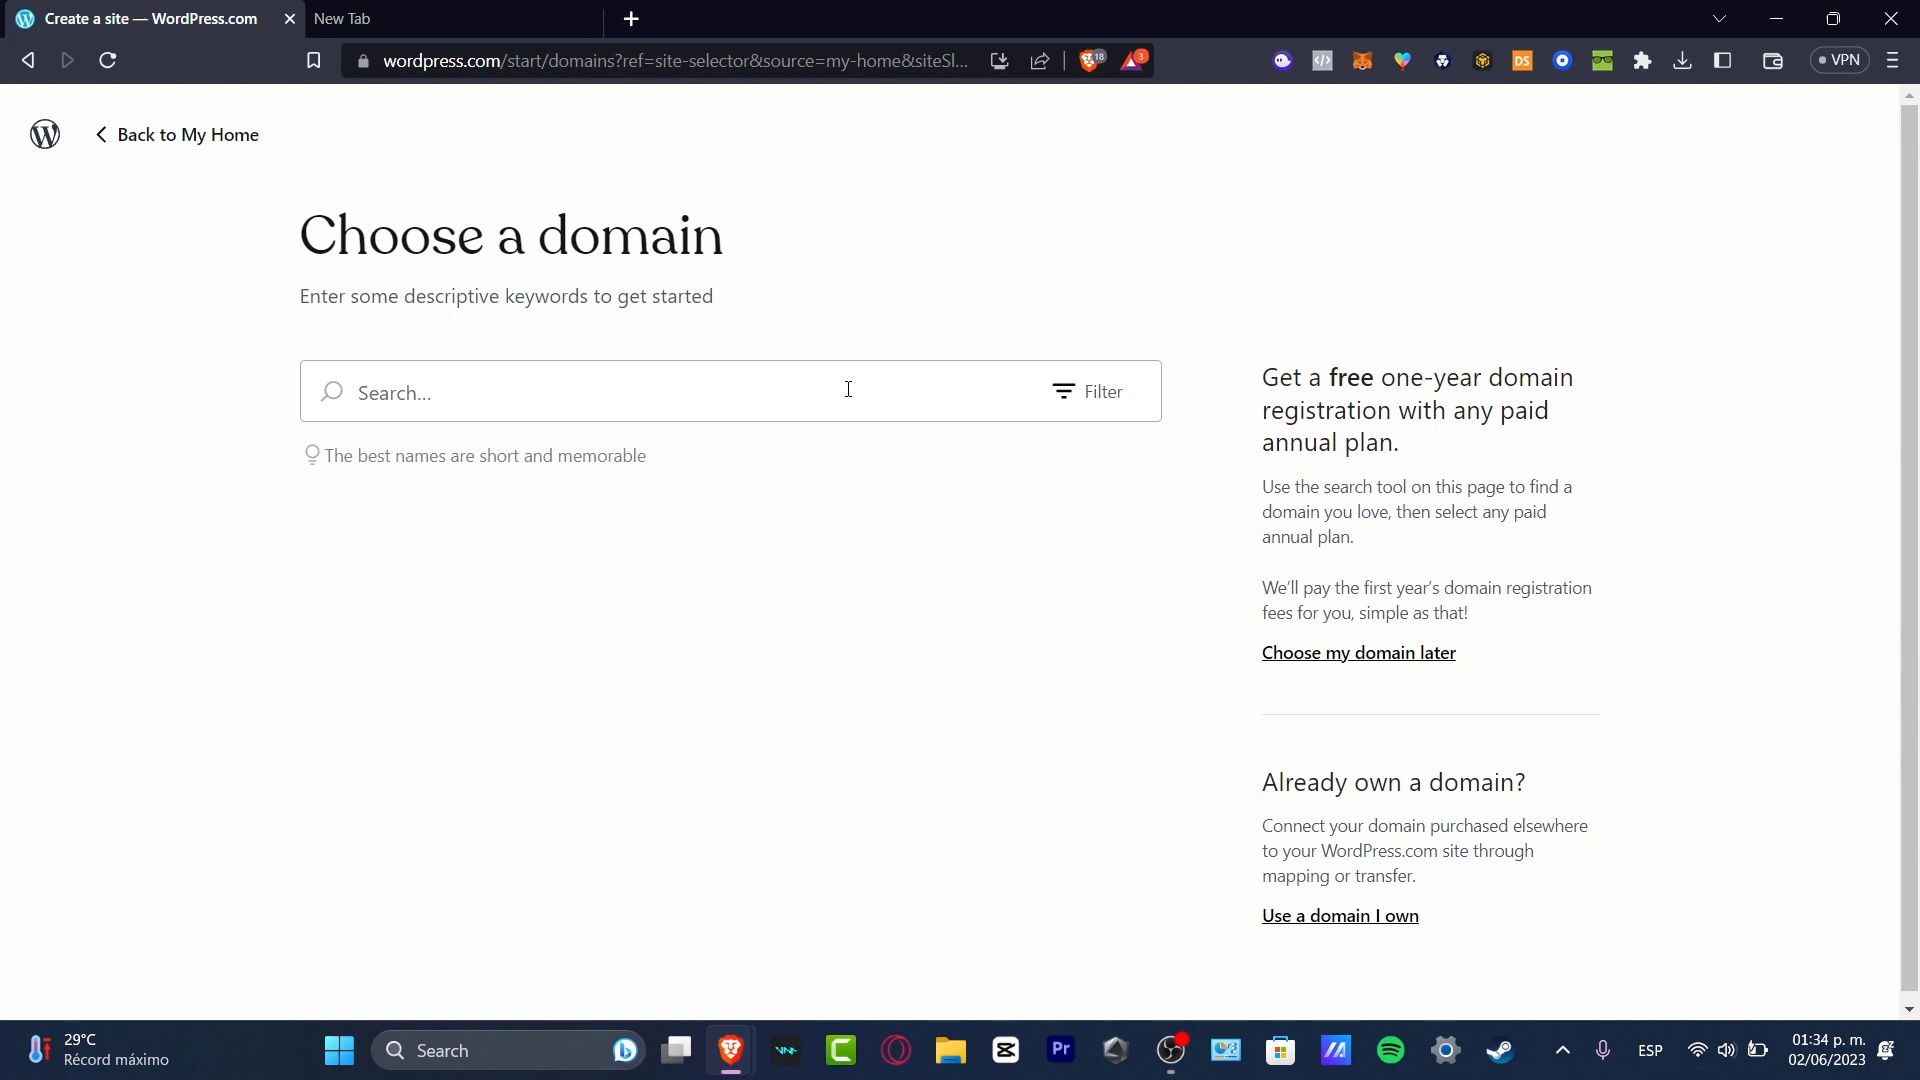 Create a site — WordPress.com
New Tab
wordpress.com/start/domains?ref=site-selector&source=my-home&siteSl...
18
3
DS
VPN
Back to My Home
Choose a domain
Enter some descriptive keywords to get started
Search...
Filter
The best names are short and memorable
Get a free one-year domain
registration with any paid
annual plan.
Use the search tool on this page to find a
domain you love, then select any paid
annual plan.
We'll pay the first year's domain registration
fees for you, simple as that!
Choose my domain later
Already own a domain?
Connect your domain purchased elsewhere
to your WordPress.com site through
mapping or transfer.
Use a domain I own
29°C
Récord máximo
Search
Pr
ESP
01:34 p. m.
02/06/2023